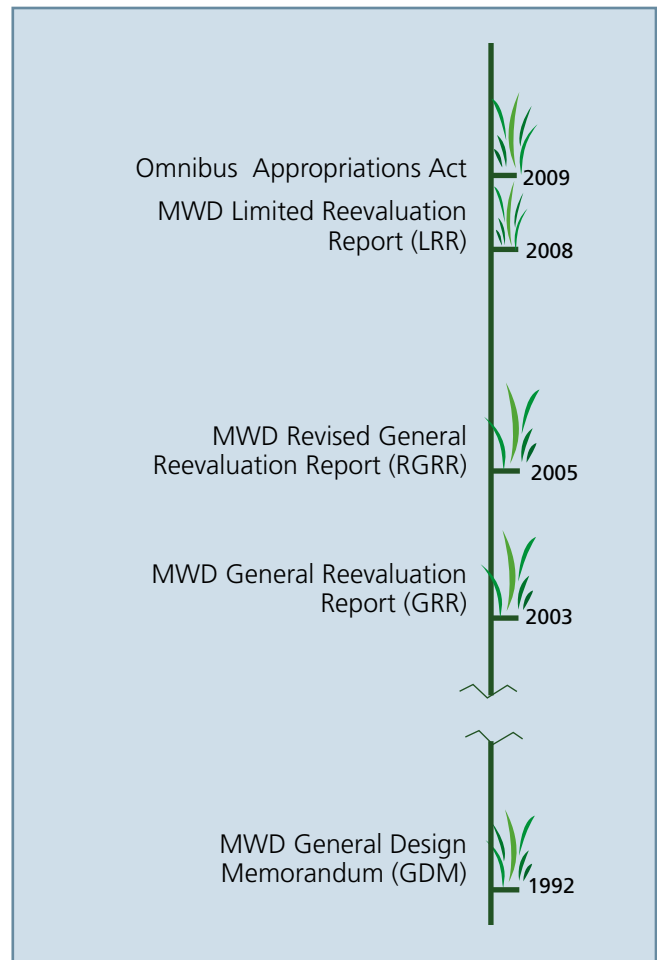 Omnibus Appropriations Act
2009
MWD Limited Reevaluation
Report (LRR)
2008
MWD Revised General
Reevaluation Report (RGRR)
2005
MWD General Reevaluation
Report (GRR)
2003
MWD General Design
Memorandum (GDM)
1992